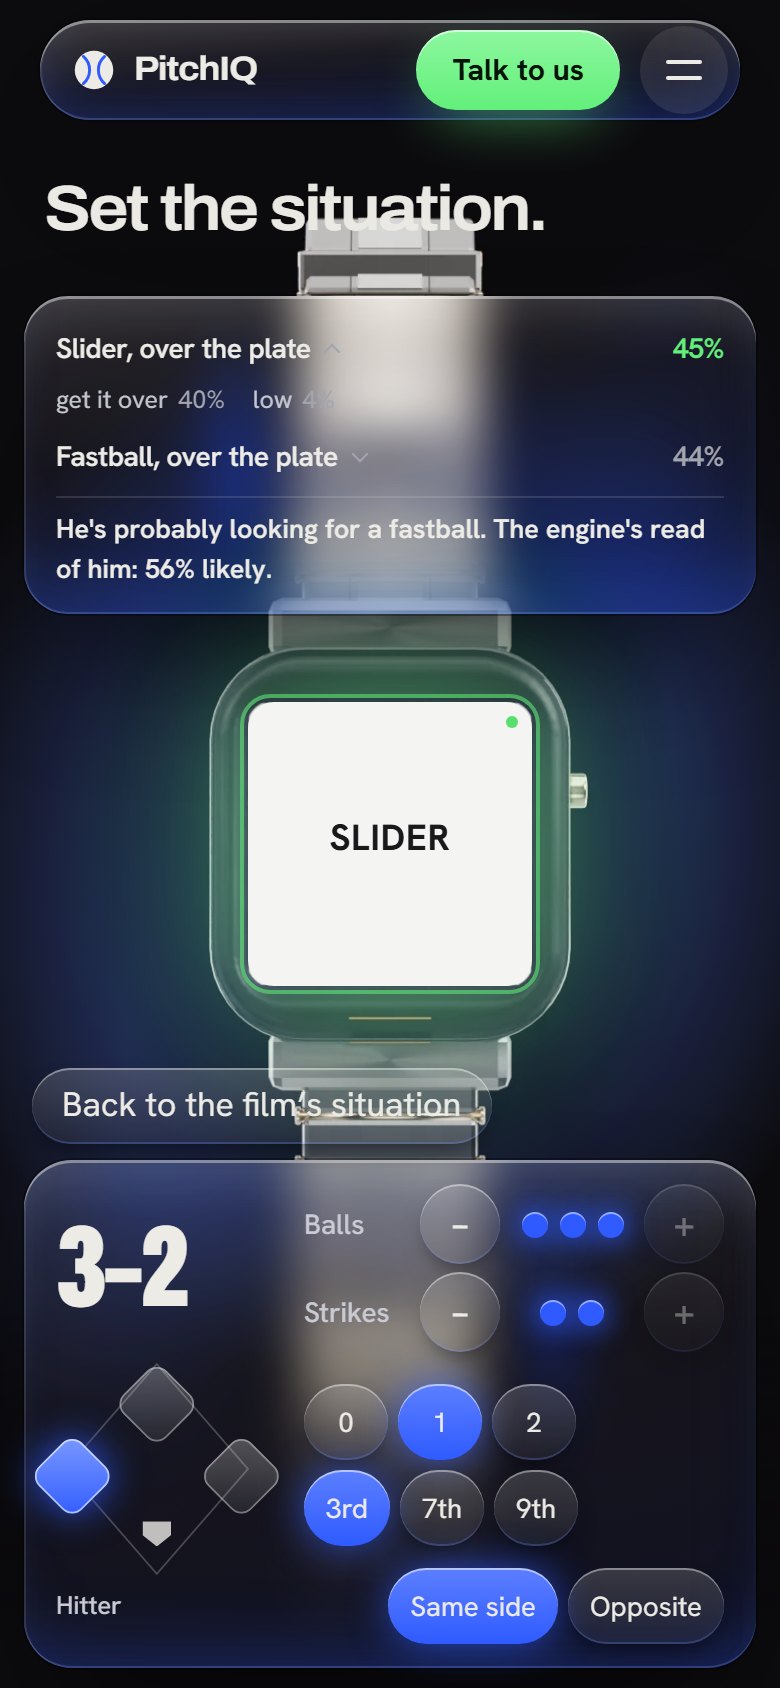 PitchIQ
Talk to us
Set the situation.
Slider, over the plate
45%
get it over 40% low 4%
Fastball, over the plate
44%
He's probably looking for a fastball. The engine's read
of him: 56% likely.
SLIDER
Back to the film's situation
3–2
Balls
−
+
Strikes
−
+
0
1
2
3rd
7th
9th
Hitter
Same side
Opposite